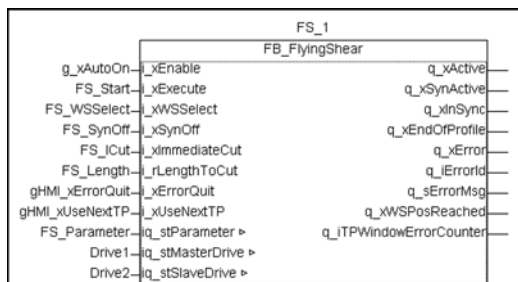 FS_1
FB_FlyingShear
g_xAutoOn i_xEnable q_xActive
FS_Start i_xExecute q_xSynActive
FS_WSSelect i_xWSSelect q_xInSync
FS_SynOff i_xSynOff q_xEndOfProfile
FS_ICut i_xImmediateCut q_xError
FS_Length i_rLengthToCut q_iErrorId
gHMI_xErrorQuit i_xErrorQuit q_sErrorMsg
gHMI_xUseNextTP i_xUseNextTP q_xWSPosReached
FS_Parameter iq_stParameter ▹ q_iTPWindowErrorCounter
Drive1 iq_stMasterDrive ▹
Drive2 iq_stSlaveDrive ▹